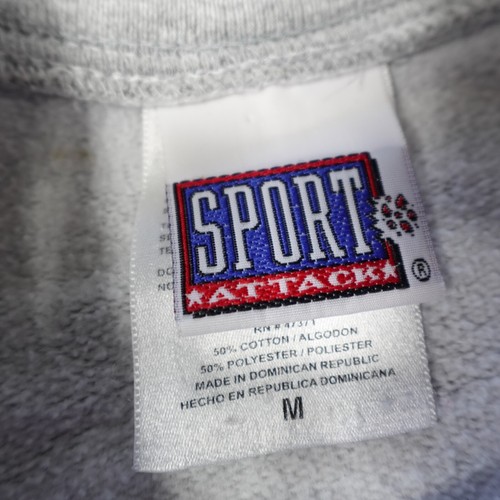 SPORT
ATTACK
®
50% COTTON / ALGODON
50% POLYESTER / POLIESTER
MADE IN DOMINICAN REPUBLIC
HECHO EN REPUBLICA DOMINICANA
M